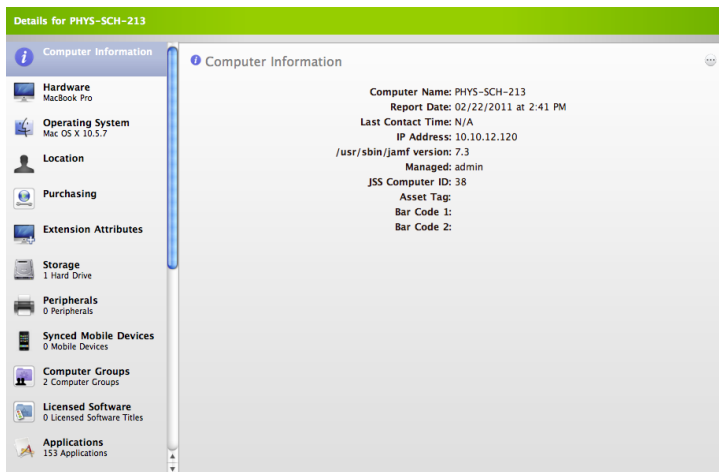 Details for PHYS-SCH-213
Computer Information
Hardware
MacBook Pro
Operating System
Mac OS X 10.5.7
Location
Purchasing
Extension Attributes
Storage
1 Hard Drive
Peripherals
0 Peripherals
Synced Mobile Devices
0 Mobile Devices
Computer Groups
2 Computer Groups
Licensed Software
0 Licensed Software Titles
Applications
153 Applications
Computer Information
Computer Name: PHYS-SCH-213
Report Date: 02/22/2011 at 2:41 PM
Last Contact Time: N/A
IP Address: 10.10.12.120
/usr/sbin/jamf version: 7.3
Managed: admin
JSS Computer ID: 38
Asset Tag:
Bar Code 1:
Bar Code 2: